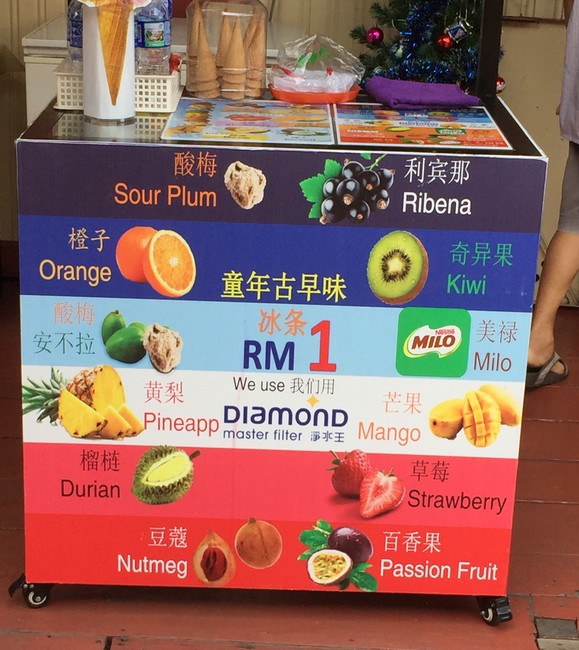 酸梅
Sour Plum
利宾那
Ribena
橙子
Orange
童年古早味
奇异果
Kiwi
酸梅
安不拉
冰条
RM 1
Nestlé
MILO
美禄
Milo
黄梨
Pineapp
We use 我们用
DIAMOND
master filter 淨水王
芒果
Mango
榴梿
Durian
草莓
Strawberry
豆蔻
Nutmeg
百香果
Passion Fruit